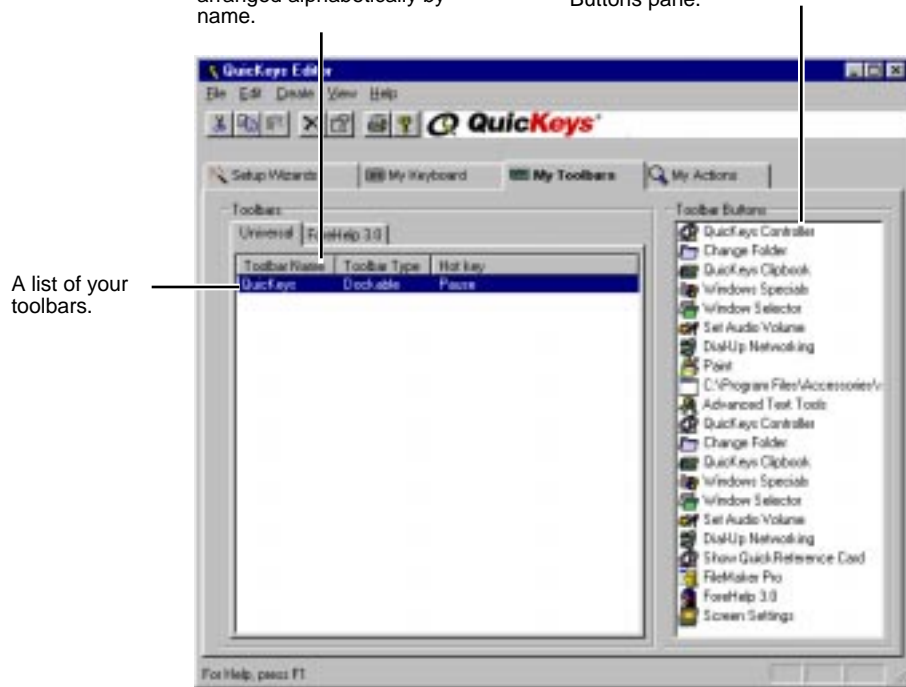 arranged alphabetically by
name.
Buttons pane.
QuicKeys Editor
File Edit Create View Help
QuicKeys
Setup Wizards My Keyboard My Toolbars My Actions
Toolbars
Universal ForeHelp 3.0
Toolbar Name Toolbar Type Hot key
QuicKeys Dockable Pause
A list of your
toolbars.
Toolbar Buttons
QuicKeys Controller
Change Folder
QuicKeys Clipbook
Windows Specials
Window Selector
Set Audio Volume
Dial-Up Networking
Paint
C:\Program Files\Accessories\
Advanced Text Tools
QuicKeys Controller
Change Folder
QuicKeys Clipbook
Windows Specials
Window Selector
Set Audio Volume
Dial-Up Networking
Show Quick Reference Card
FileMaker Pro
ForeHelp 3.0
Screen Settings
For Help, press F1